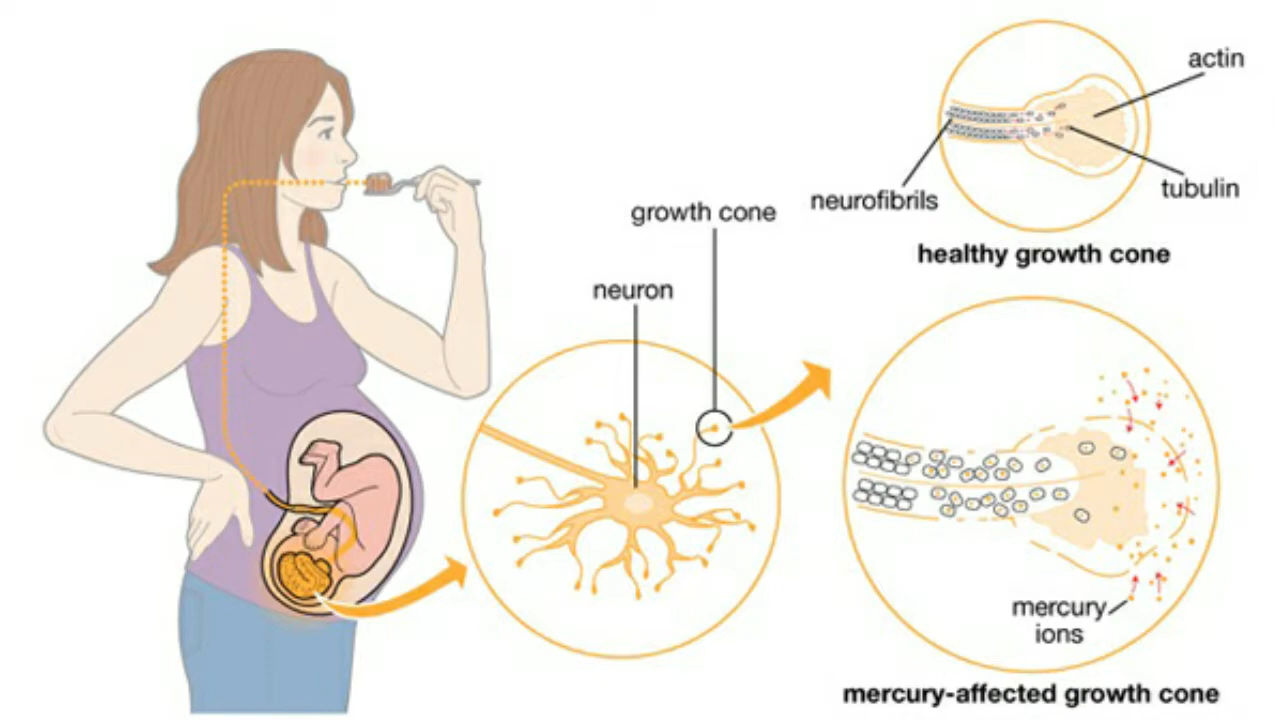 actin
neurofibrils
tubulin
healthy growth cone
growth cone
neuron
mercury
ions
mercury-affected growth cone